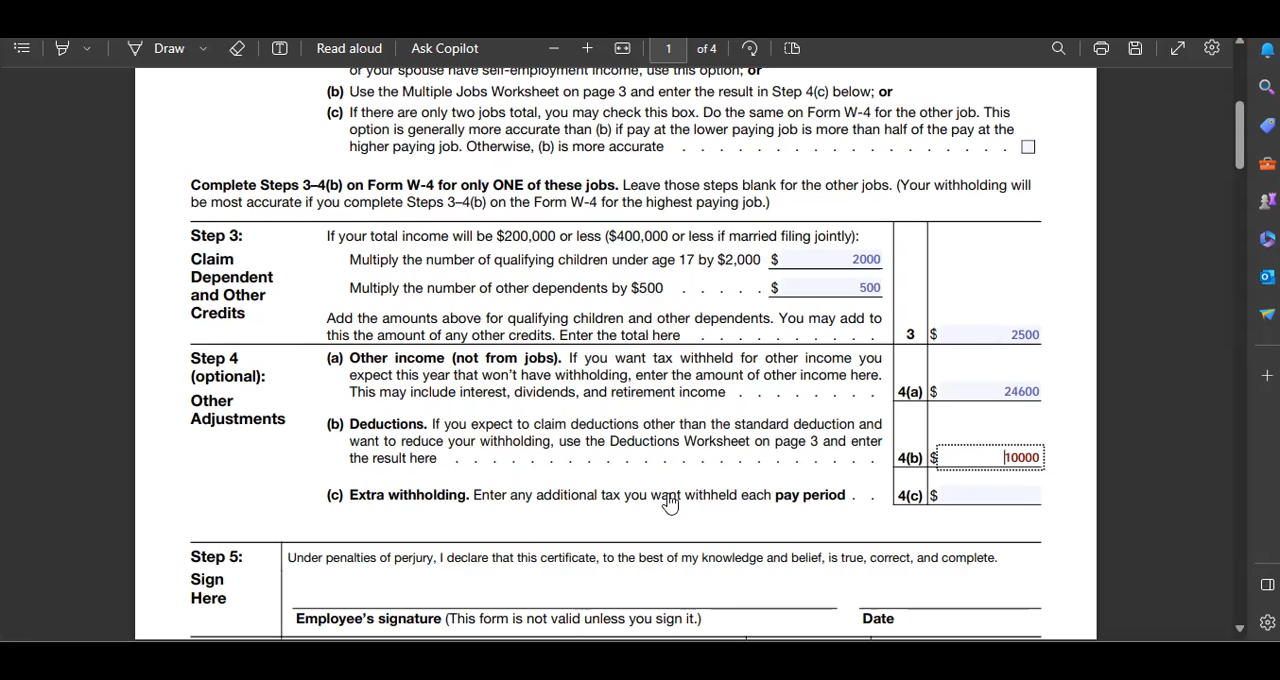 Draw Read aloud Ask Copilot 1 of 4
or your spouse have self-employment income, use this option; or
(b) Use the Multiple Jobs Worksheet on page 3 and enter the result in Step 4(c) below; or
(c) If there are only two jobs total, you may check this box. Do the same on Form W-4 for the other job. This
option is generally more accurate than (b) if pay at the lower paying job is more than half of the pay at the
higher paying job. Otherwise, (b) is more accurate . . . . . . . . . . . . . . . . .
Complete Steps 3–4(b) on Form W-4 for only ONE of these jobs. Leave those steps blank for the other jobs. (Your withholding will
be most accurate if you complete Steps 3–4(b) on the Form W-4 for the highest paying job.)
Step 3:
Claim
Dependent
and Other
Credits
If your total income will be $200,000 or less ($400,000 or less if married filing jointly):
Multiply the number of qualifying children under age 17 by $2,000 $ 2000
Multiply the number of other dependents by $500 . . . . . $ 500
Add the amounts above for qualifying children and other dependents. You may add to
this the amount of any other credits. Enter the total here . . . . . . . . . . 3 $ 2500
Step 4
(optional):
Other
Adjustments
(a) Other income (not from jobs). If you want tax withheld for other income you
expect this year that won't have withholding, enter the amount of other income here.
This may include interest, dividends, and retirement income . . . . . . . . 4(a) $ 24600
(b) Deductions. If you expect to claim deductions other than the standard deduction and
want to reduce your withholding, use the Deductions Worksheet on page 3 and enter
the result here . . . . . . . . . . . . . . . . . . . . . . . 4(b) $ 10000
(c) Extra withholding. Enter any additional tax you want withheld each pay period . . 4(c) $
Step 5:
Sign
Here
Under penalties of perjury, I declare that this certificate, to the best of my knowledge and belief, is true, correct, and complete.
Employee's signature (This form is not valid unless you sign it.) Date